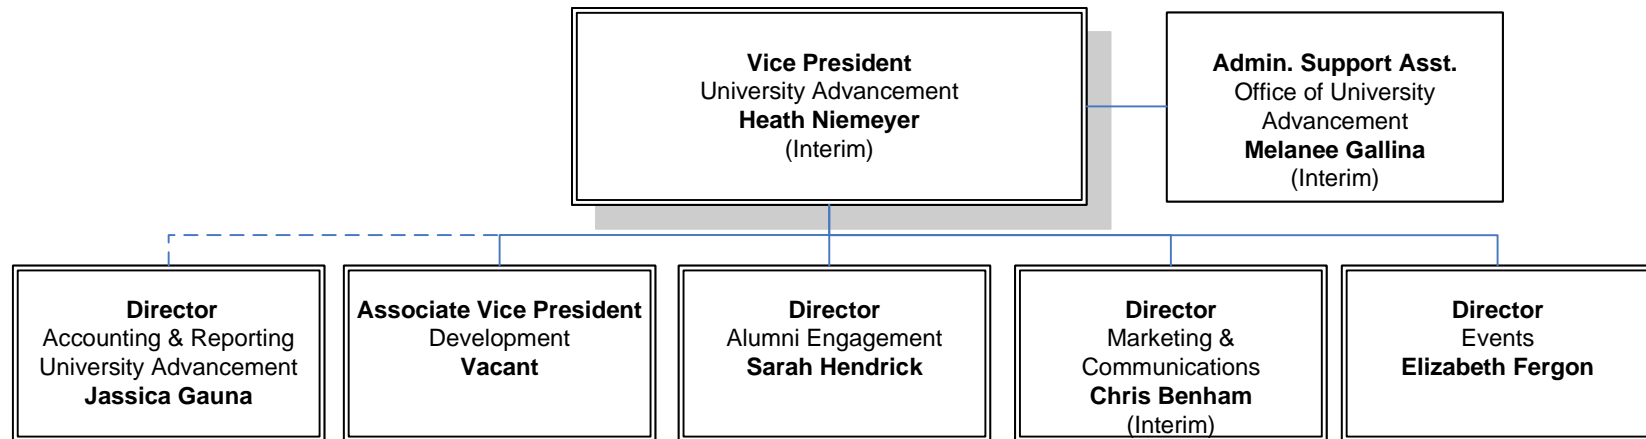 Vice President
University Advancement
Heath Niemeyer
(Interim)
Admin. Support Asst.
Office of University
Advancement
Melanee Gallina
(Interim)
Director
Accounting & Reporting
University Advancement
Jassica Gauna
Associate Vice President
Development
Vacant
Director
Alumni Engagement
Sarah Hendrick
Director
Marketing &
Communications
Chris Benham
(Interim)
Director
Events
Elizabeth Fergon